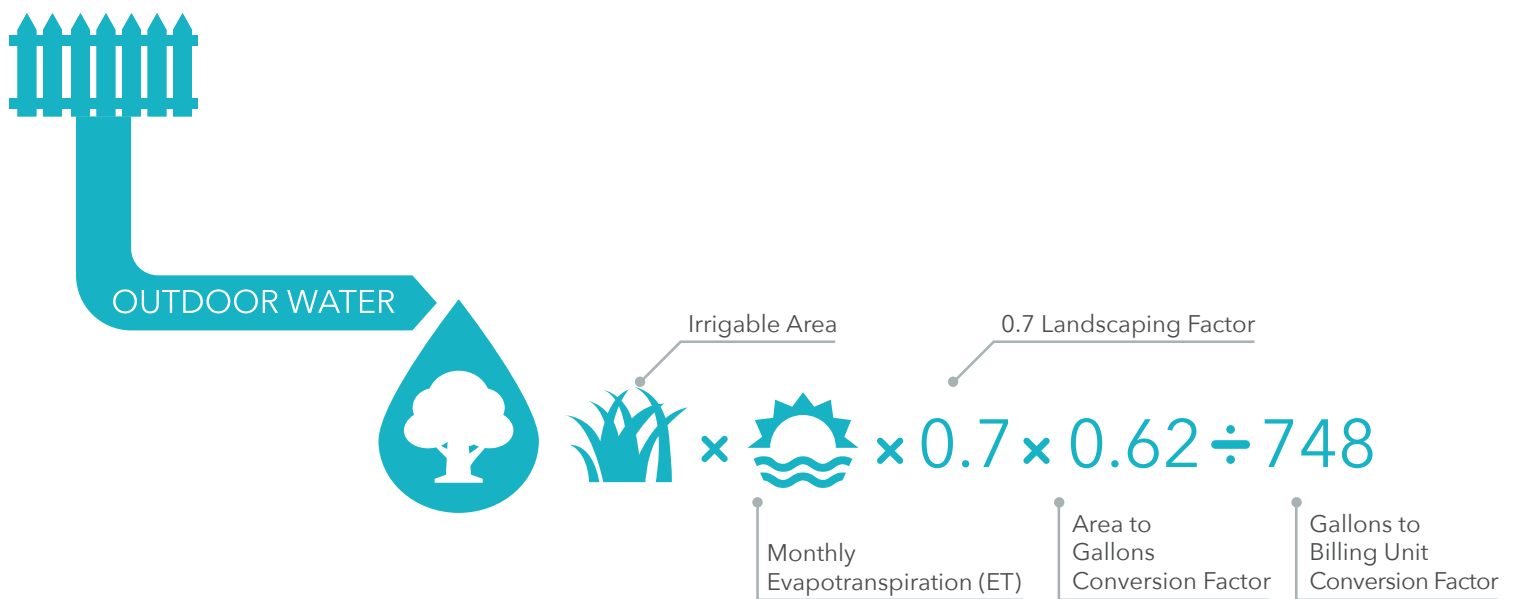 OUTDOOR WATER
Irrigable Area
0.7 Landscaping Factor
× × 0.7 × 0.62 ÷ 748
Monthly
Evapotranspiration (ET)
Area to
Gallons
Conversion Factor
Gallons to
Billing Unit
Conversion Factor